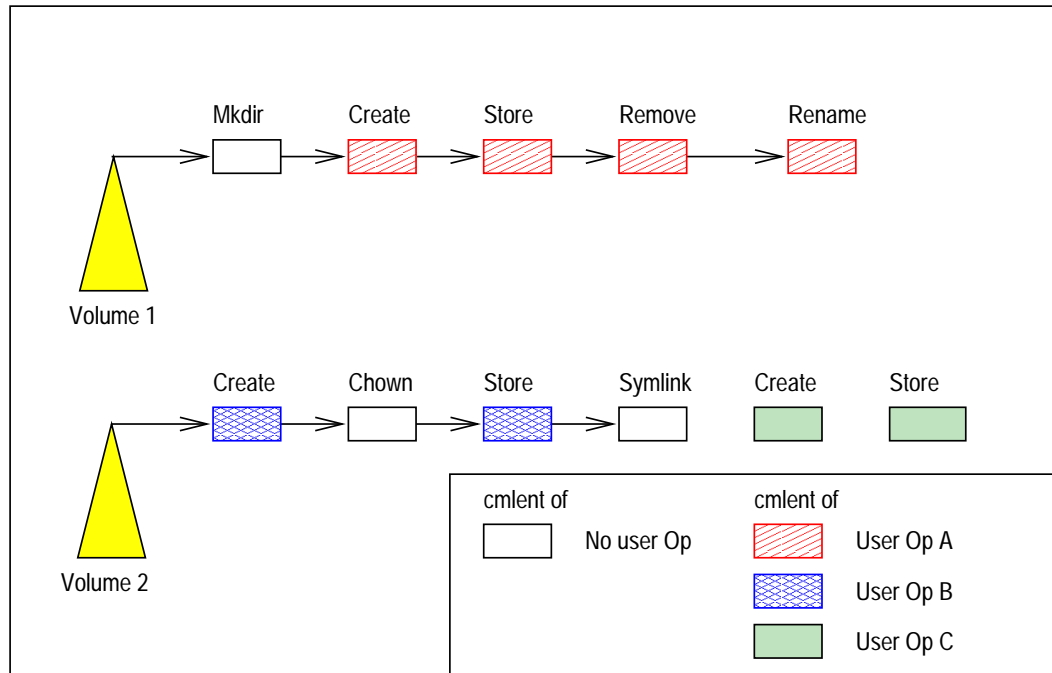 Mkdir Create Store Remove Rename
Volume 1
Create Chown Store Symlink Create Store
Volume 2
cmlent of cmlent of
No user Op User Op A
User Op B
User Op C